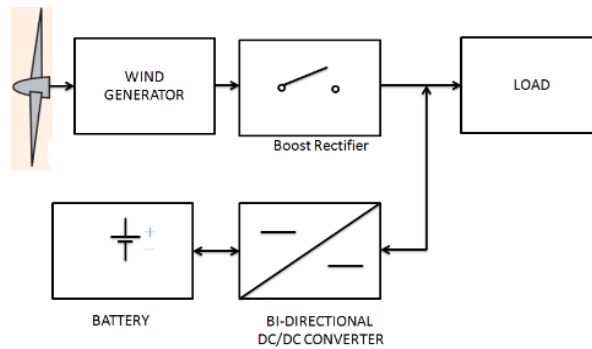 WIND
GENERATOR
Boost Rectifier
LOAD
+
−
BATTERY
BI-DIRECTIONAL
DC/DC CONVERTER